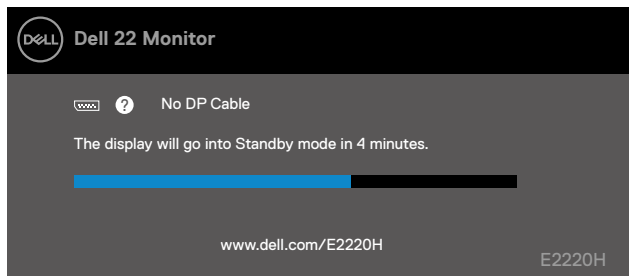 DELL Dell 22 Monitor
? No DP Cable
The display will go into Standby mode in 4 minutes.
www.dell.com/E2220H
E2220H